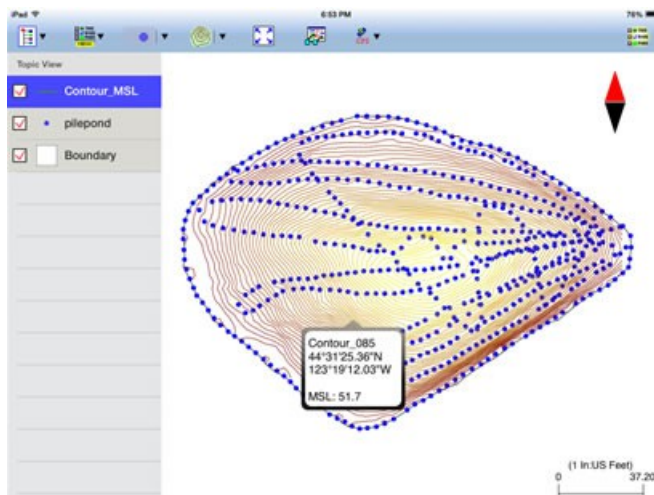 iPad
6:53 PM
76%
GPS
Topic View
Contour_MSL
pilepond
Boundary
Contour_085
44°31'25.36"N
123°19'12.03"W
MSL: 51.7
(1 In:US Feet)
0 37.20